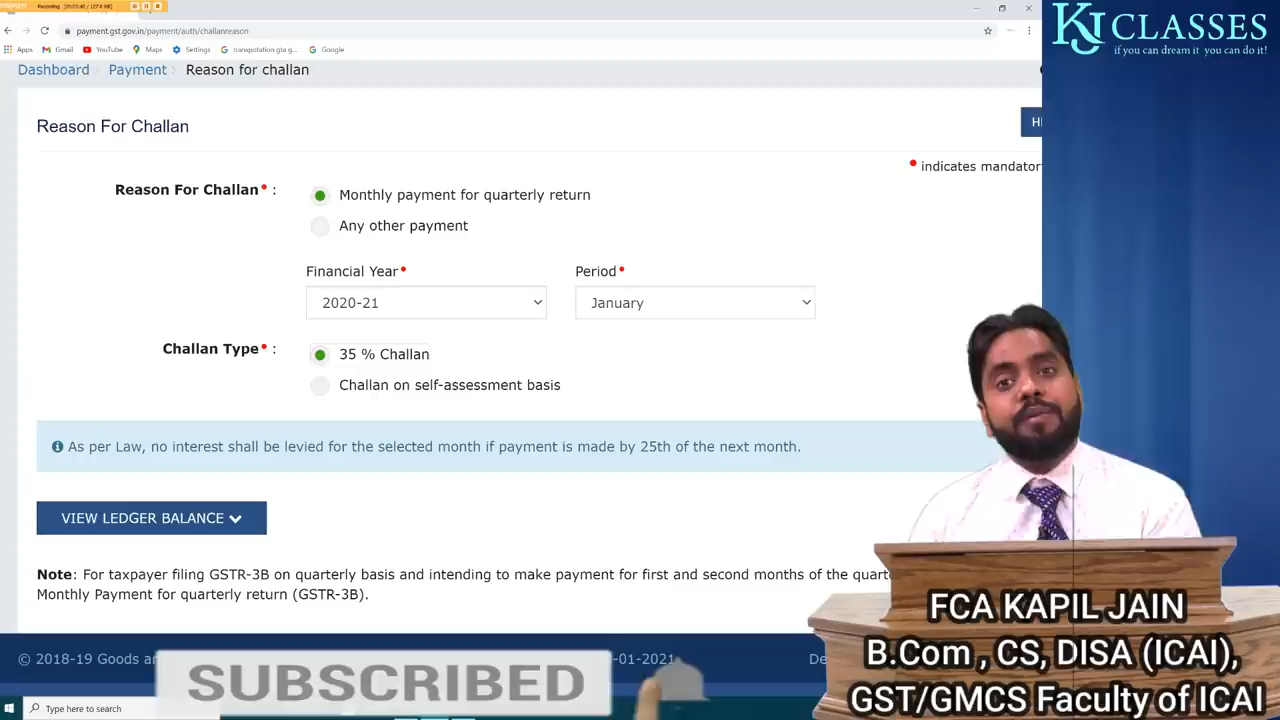 Recording
payment.gst.gov.in/payment/auth/challanreason
Apps Gmail YouTube Maps Settings transpotation gta g... Google
KJ CLASSES
if you can dream it you can do it!
Dashboard Payment Reason for challan
Reason For Challan
H
• indicates mandator
Reason For Challan• : Monthly payment for quarterly return
Any other payment
Financial Year• Period•
2020-21 January
Challan Type• : 35 % Challan
Challan on self-assessment basis
As per Law, no interest shall be levied for the selected month if payment is made by 25th of the next month.
VIEW LEDGER BALANCE
Note: For taxpayer filing GSTR-3B on quarterly basis and intending to make payment for first and second months of the quart
Monthly Payment for quarterly return (GSTR-3B).
FCA KAPIL JAIN
B.Com , CS, DISA (ICAI),
GST/GMCS Faculty of ICAI
© 2018-19 Goods a -01-2021 De
SUBSCRIBED
Type here to search